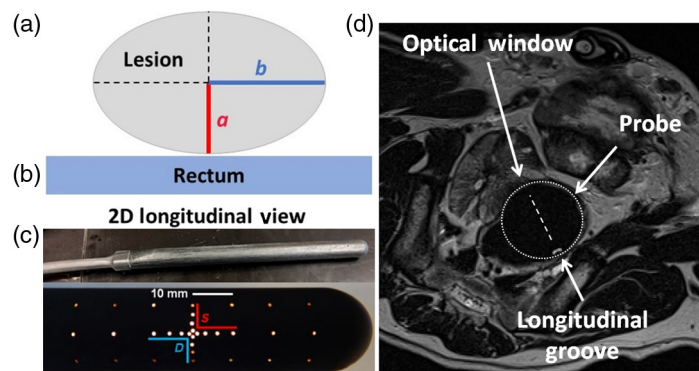 (a)
Lesion
b
a
(b)
Rectum
2D longitudinal view
(c)
10 mm
S
D
(d)
Optical window
Probe
Longitudinal
groove